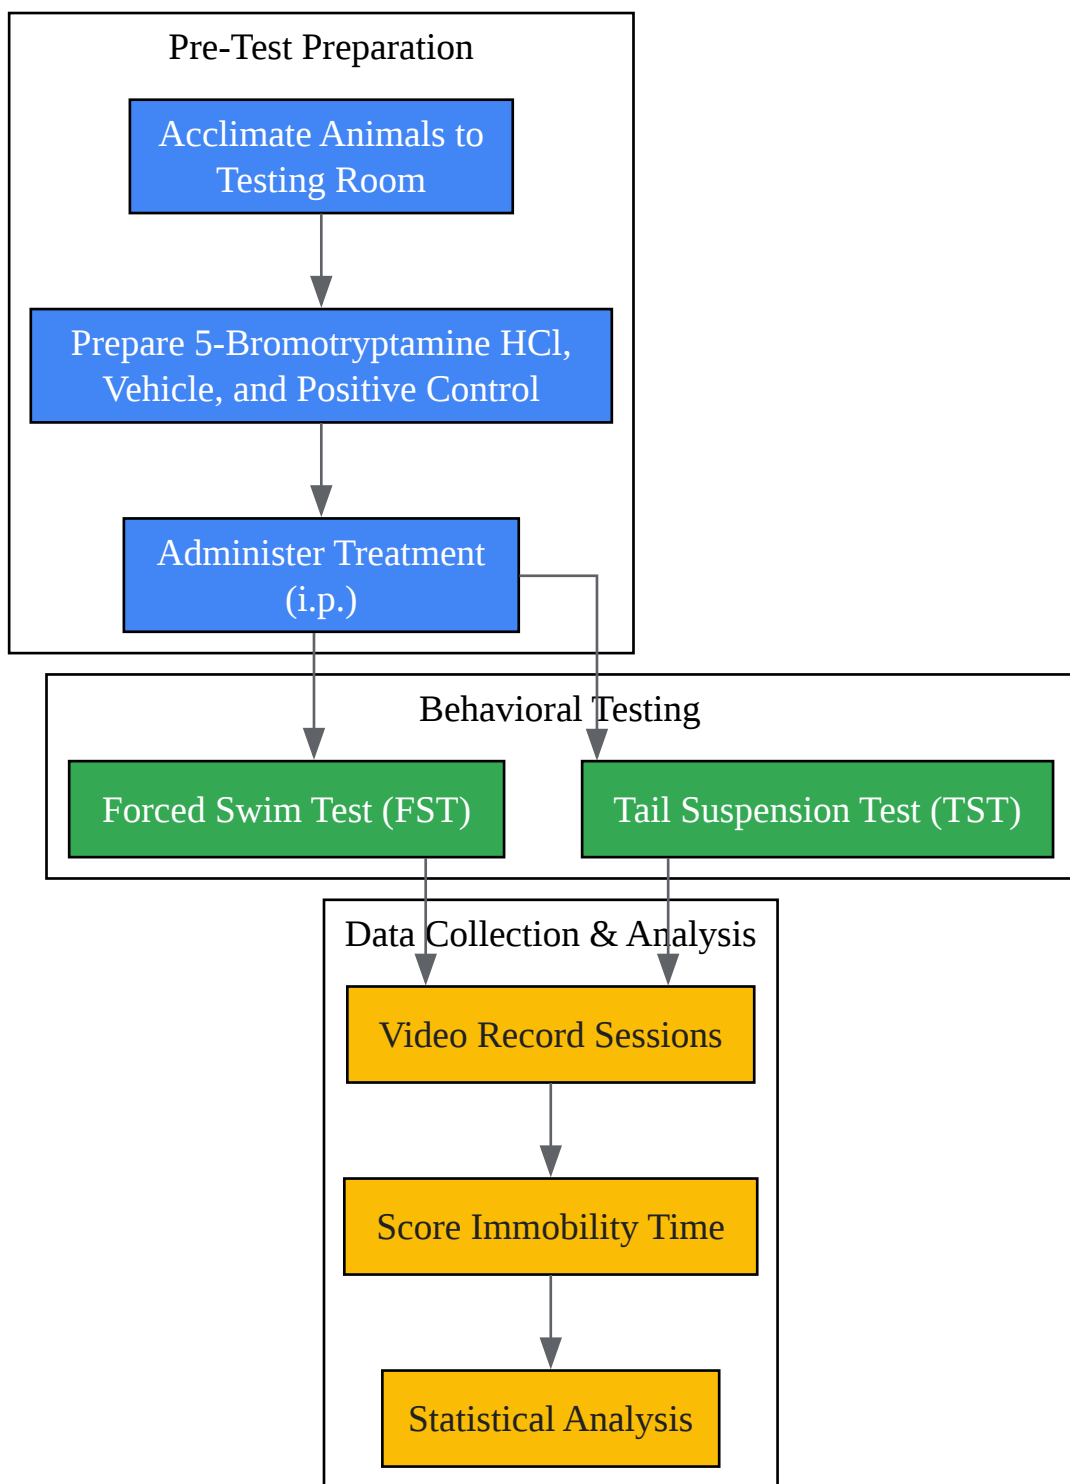 Pre-Test Preparation
Acclimate Animals to
Testing Room
Prepare 5-Bromotryptamine HCl,
Vehicle, and Positive Control
Administer Treatment
(i.p.)
Behavioral Testing
Forced Swim Test (FST)
Tail Suspension Test (TST)
Data Collection & Analysis
Video Record Sessions
Score Immobility Time
Statistical Analysis